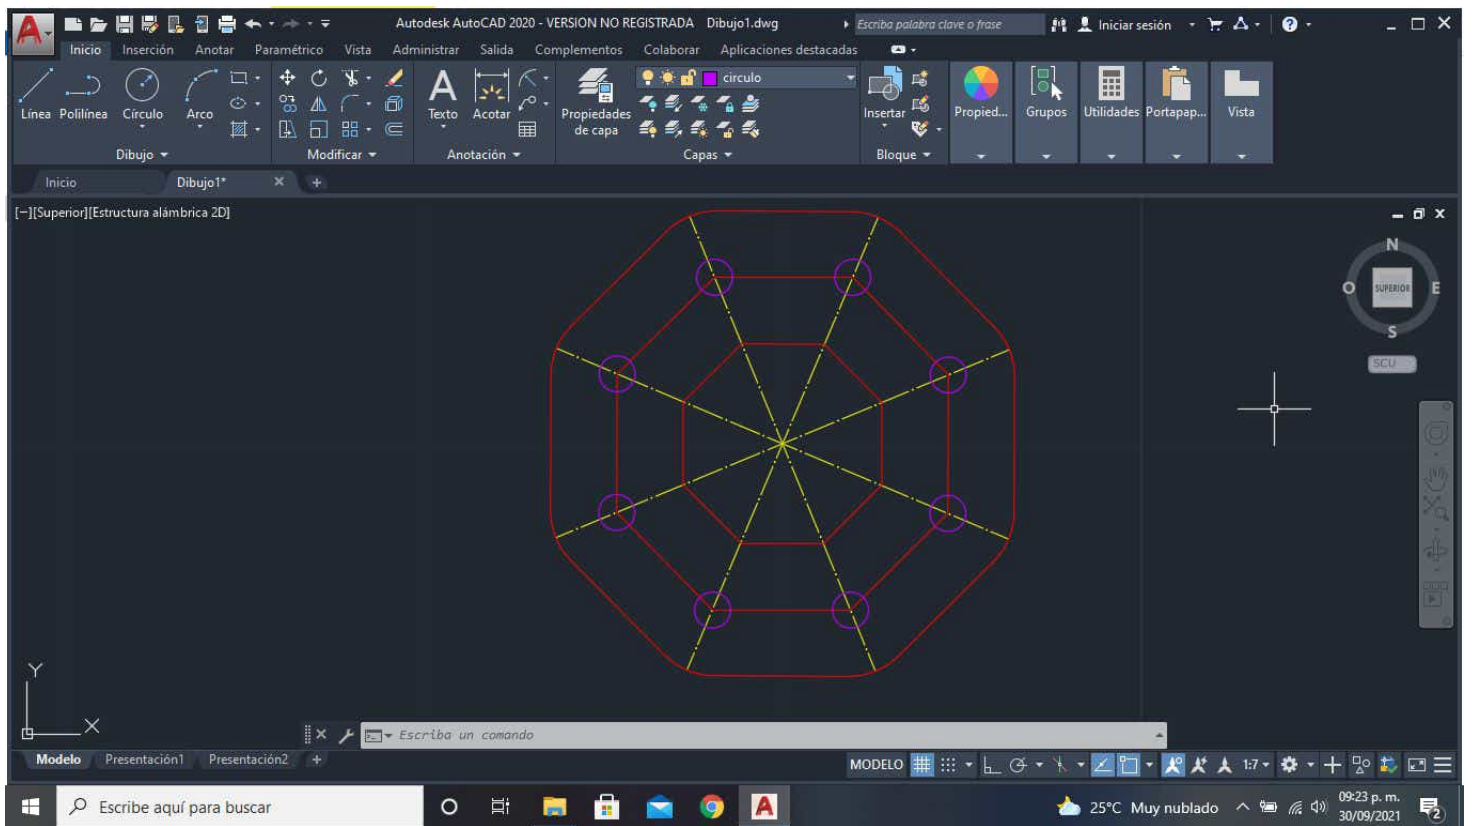 Autodesk AutoCAD 2020 - VERSION NO REGISTRADA Dibujo1.dwg
Escriba palabra clave o frase
Iniciar sesión
Inicio Inserción Anotar Paramétrico Vista Administrar Salida Complementos Colaborar Aplicaciones destacadas
circulo
Línea Polilínea Círculo Arco
Texto Acotar
Propiedades de capa
Insertar
Propied... Grupos Utilidades Portapap... Vista
Dibujo Modificar Anotación Capas Bloque
Inicio Dibujo1* × +
[−][Superior][Estructura alámbrica 2D]
N
O SUPERIOR E
S
SCU
Y
X
Escriba un comando
Modelo Presentación1 Presentación2 +
MODELO 1:7
Escribe aquí para buscar
25°C Muy nublado
09:23 p. m.
30/09/2021
2